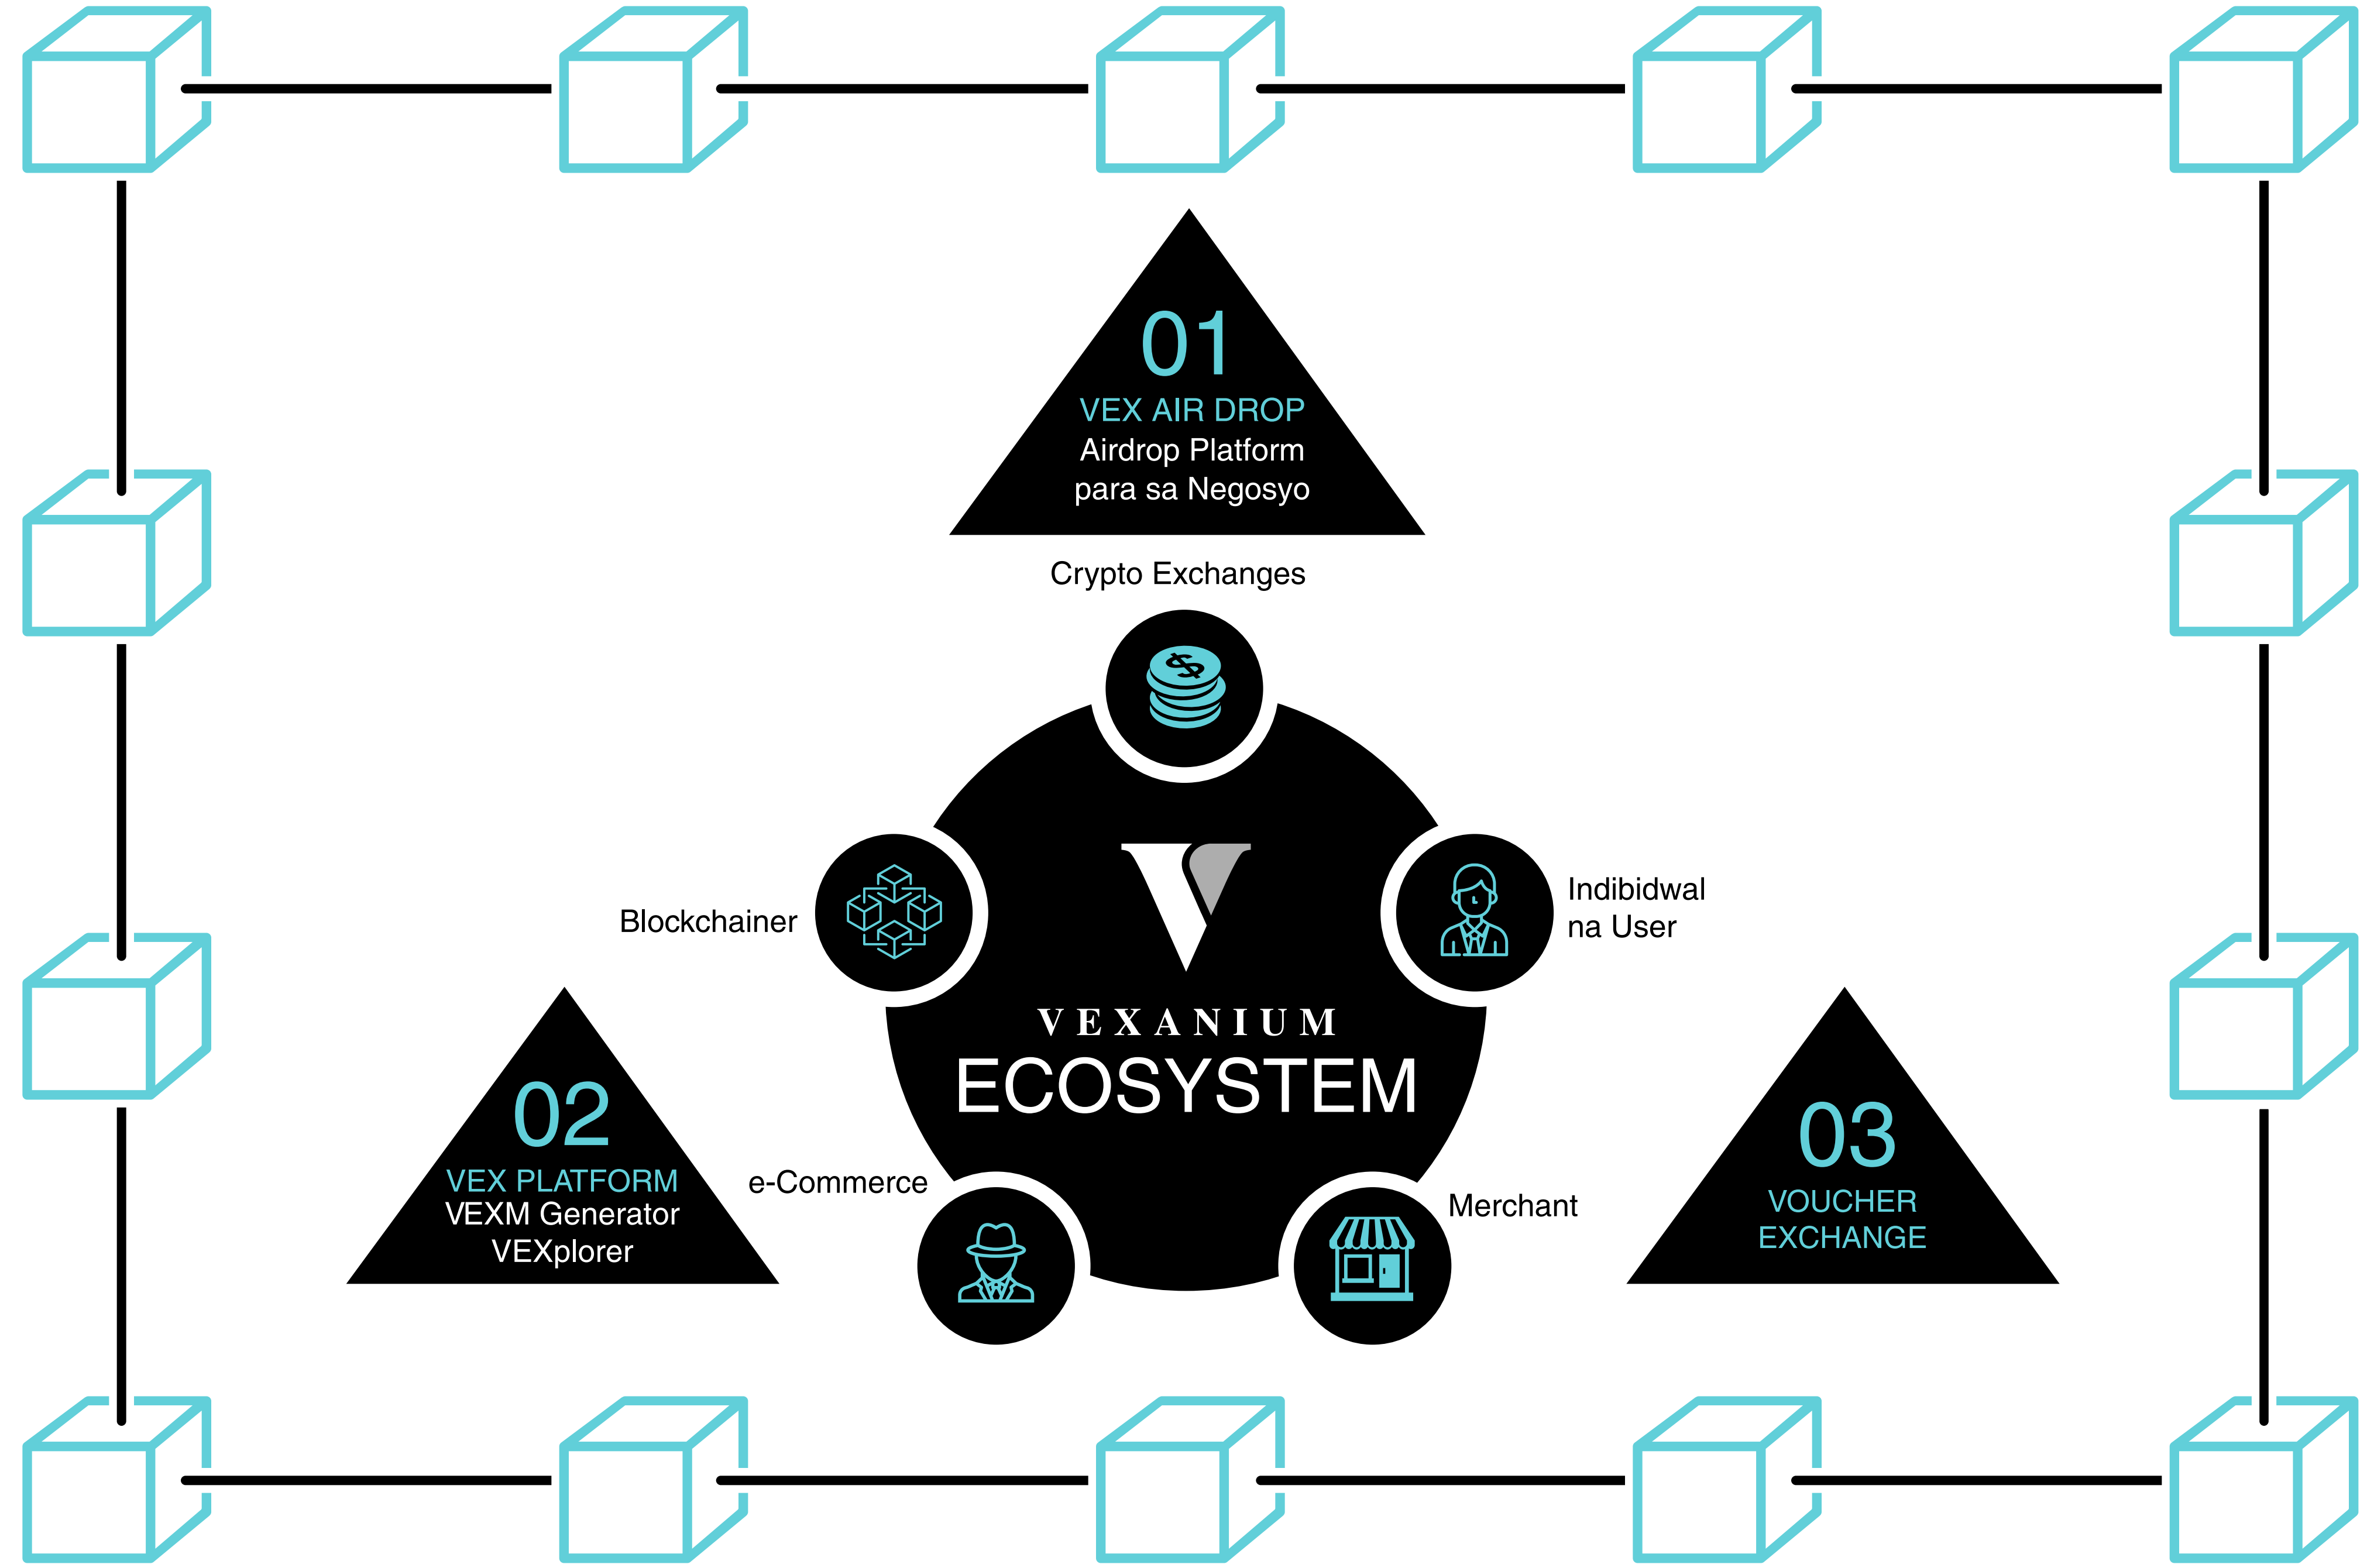 01
VEX AIR DROP
Airdrop Platform
para sa Negosyo
Crypto Exchanges
Blockchainer
Indibidwal
na User
VEXANIUM
ECOSYSTEM
02
VEX PLATFORM
VEXM Generator
VEXplorer
e-Commerce
Merchant
03
VOUCHER
EXCHANGE